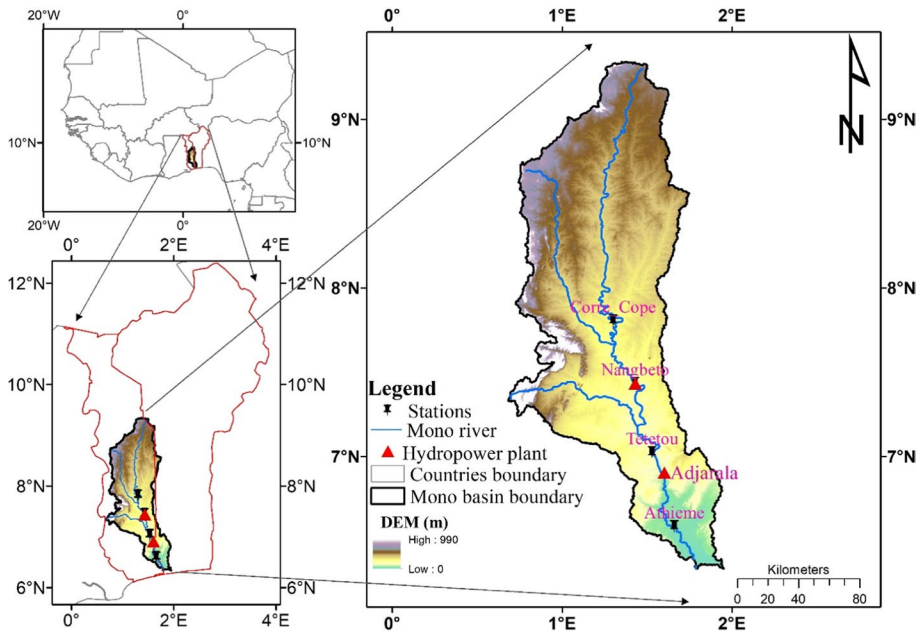 20°W 0°
10°N 10°N
20°W 0°
0° 2°E 4°E
12°N 12°N
10°N 10°N
8°N 8°N
6°N 6°N
0° 2°E 4°E
0° 1°E 2°E
9°N 9°N
N
8°N 8°N
Corre Cope
Nangbeto
7°N 7°N
Tetetou
Adjarala
Athieme
Legend
Stations
Mono river
Hydropower plant
Countries boundary
Mono basin boundary
DEM (m)
High : 990
Low : 0
Kilometers
0 20 40 80
0° 1°E 2°E